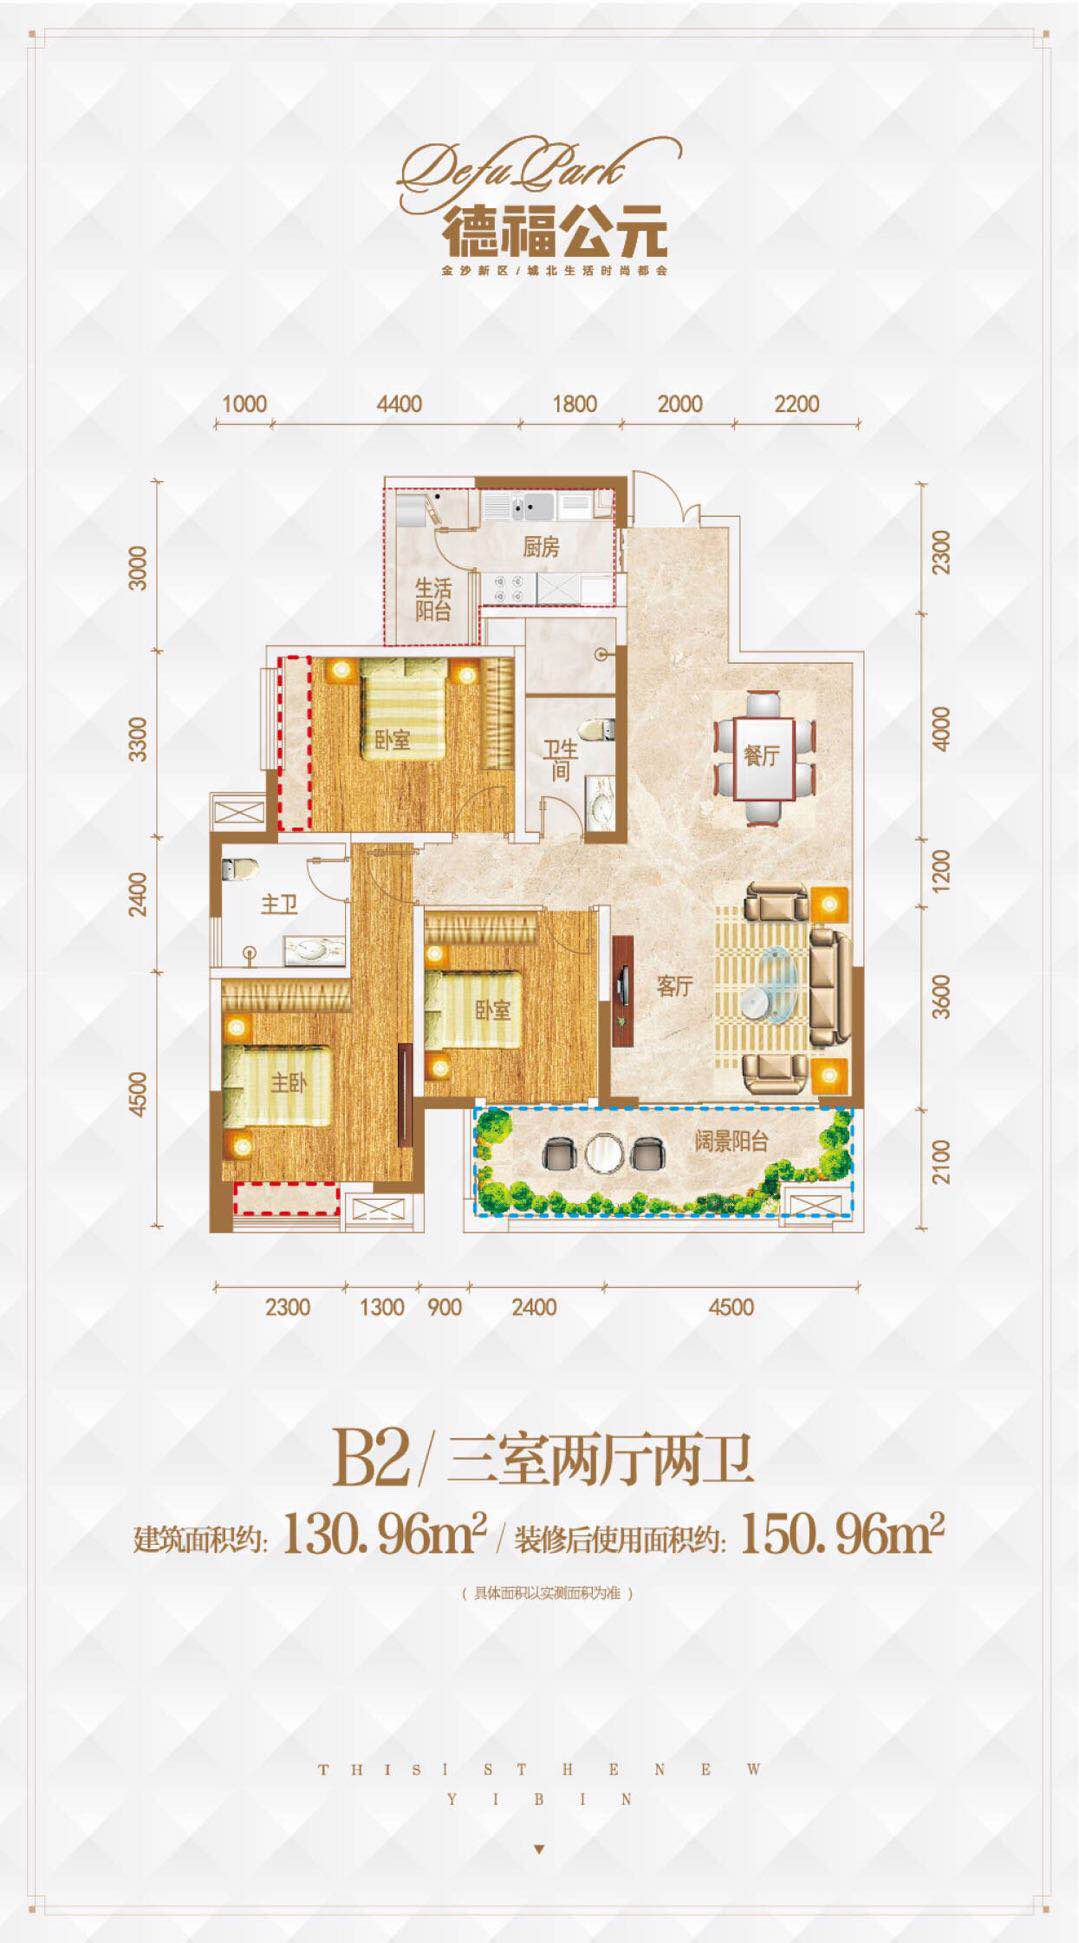 Defu Park
德福公元
金沙新区/城北生活时尚都会
1000 4400 1800 2000 2200
3000
3300
2400
4500
2300
4000
1200
3600
2100
厨房
生活
阳台
卧室
卫生
间
餐厅
主卫
客厅
卧室
主卧
阔景阳台
2300 1300 900 2400 4500
B2/三室两厅两卫
建筑面积约: 130.96m²/装修后使用面积约: 150.96m²
(具体面积以实测面积为准)
THISISTHENEW
YIBIN